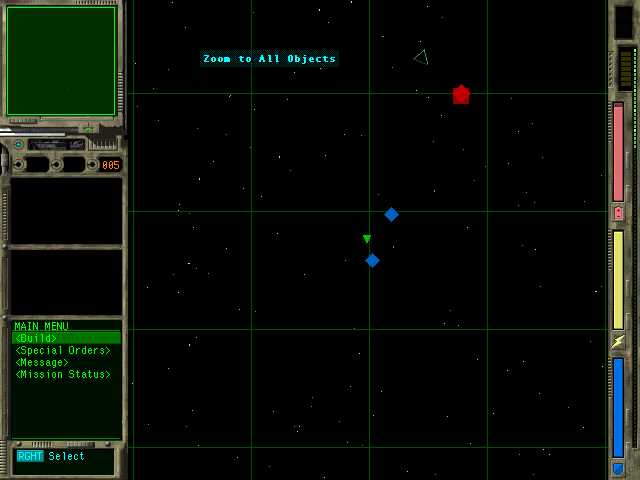 Zoom to All Objects
005
MAIN MENU
<Build>
<Special Orders>
<Message>
<Mission Status>
RGHT Select